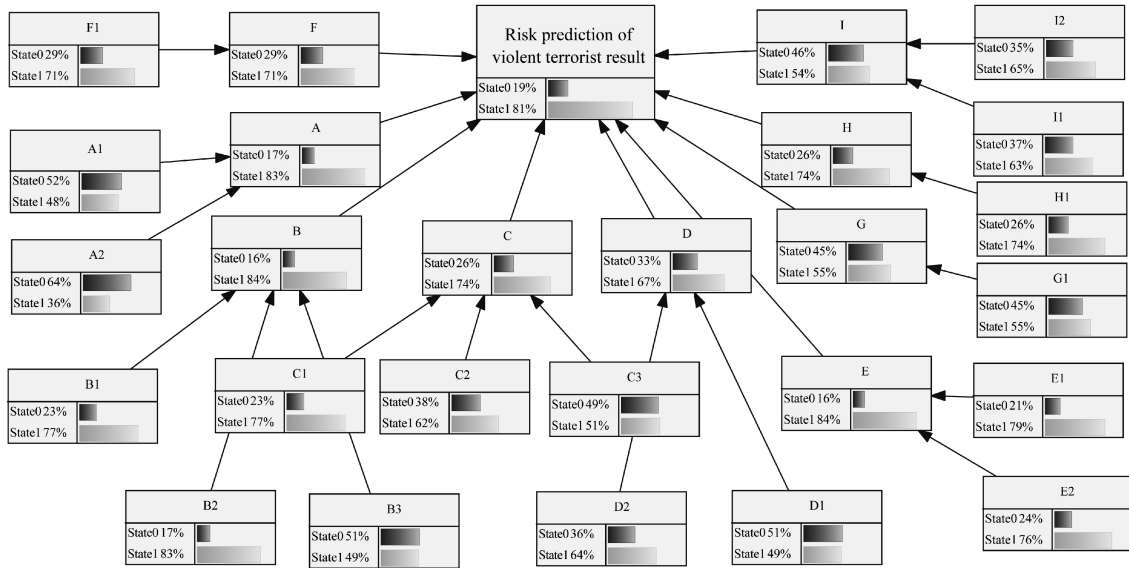 F1
State0 29%
State1 71%
F
State0 29%
State1 71%
Risk prediction of
violent terrorist result
State0 19%
State1 81%
I
State0 46%
State1 54%
I2
State0 35%
State1 65%
A1
State0 52%
State1 48%
A
State0 17%
State1 83%
H
State0 26%
State1 74%
I1
State0 37%
State1 63%
A2
State0 64%
State1 36%
B
State0 16%
State1 84%
C
State0 26%
State1 74%
D
State0 33%
State1 67%
G
State0 45%
State1 55%
H1
State0 26%
State1 74%
G1
State0 45%
State1 55%
B1
State0 23%
State1 77%
C1
State0 23%
State1 77%
C2
State0 38%
State1 62%
C3
State0 49%
State1 51%
E
State0 16%
State1 84%
E1
State0 21%
State1 79%
B2
State0 17%
State1 83%
B3
State0 51%
State1 49%
D2
State0 36%
State1 64%
D1
State0 51%
State1 49%
E2
State0 24%
State1 76%